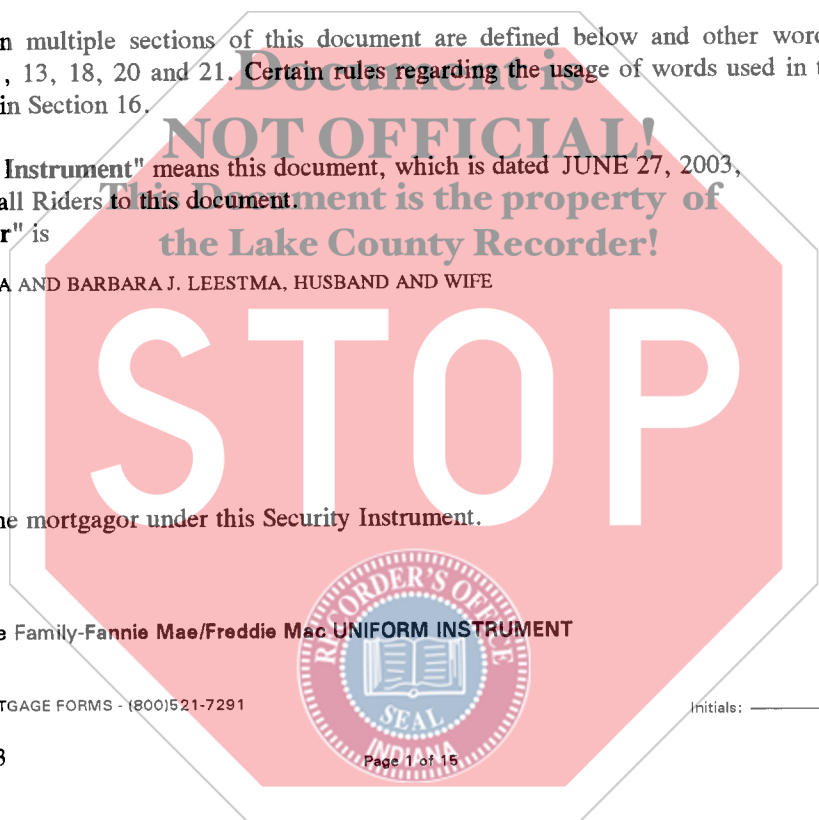 n multiple sections of this document are defined below and other word
, 13, 18, 20 and 21. Certain rules regarding the usage of words used in t
in Section 16.
Document is
NOT OFFICIAL!
This Document is the property of
the Lake County Recorder!
Instrument" means this document, which is dated JUNE 27, 2003,
all Riders to this document.
r" is
A AND BARBARA J. LEESTMA, HUSBAND AND WIFE
STOP
ne mortgagor under this Security Instrument.
e Family-Fannie Mae/Freddie Mac UNIFORM INSTRUMENT
TGAGE FORMS - (800)521-7291
Initials:
3
Page 1 of 15
RECORDER'S OFFICE
SEAL
INDIANA